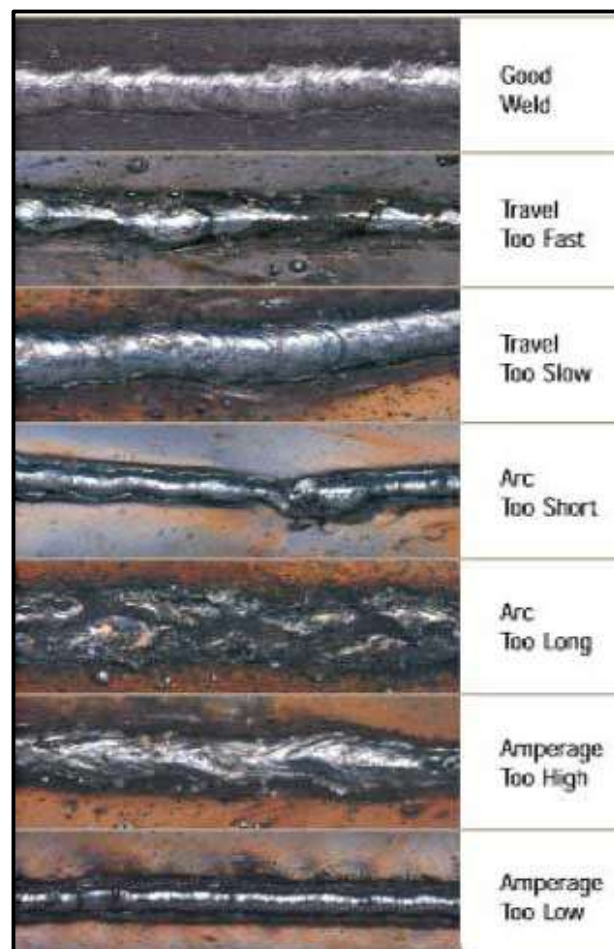 Good
Weld
Travel
Too Fast
Travel
Too Slow
Arc
Too Short
Arc
Too Long
Amperage
Too High
Amperage
Too Low